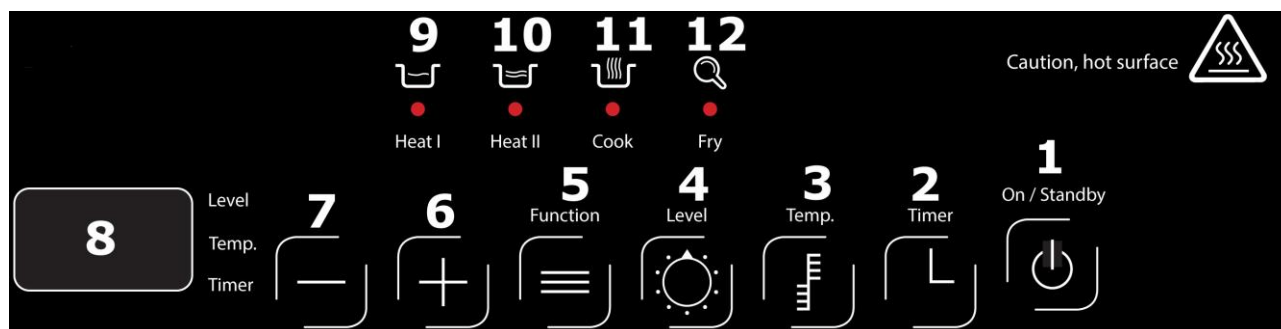 9 10 11 12
Caution, hot surface
Heat I Heat II Cook Fry
1
On / Standby
Level
7 6 5 4 3 2
Function Level Temp. Timer
8
Temp.
Timer